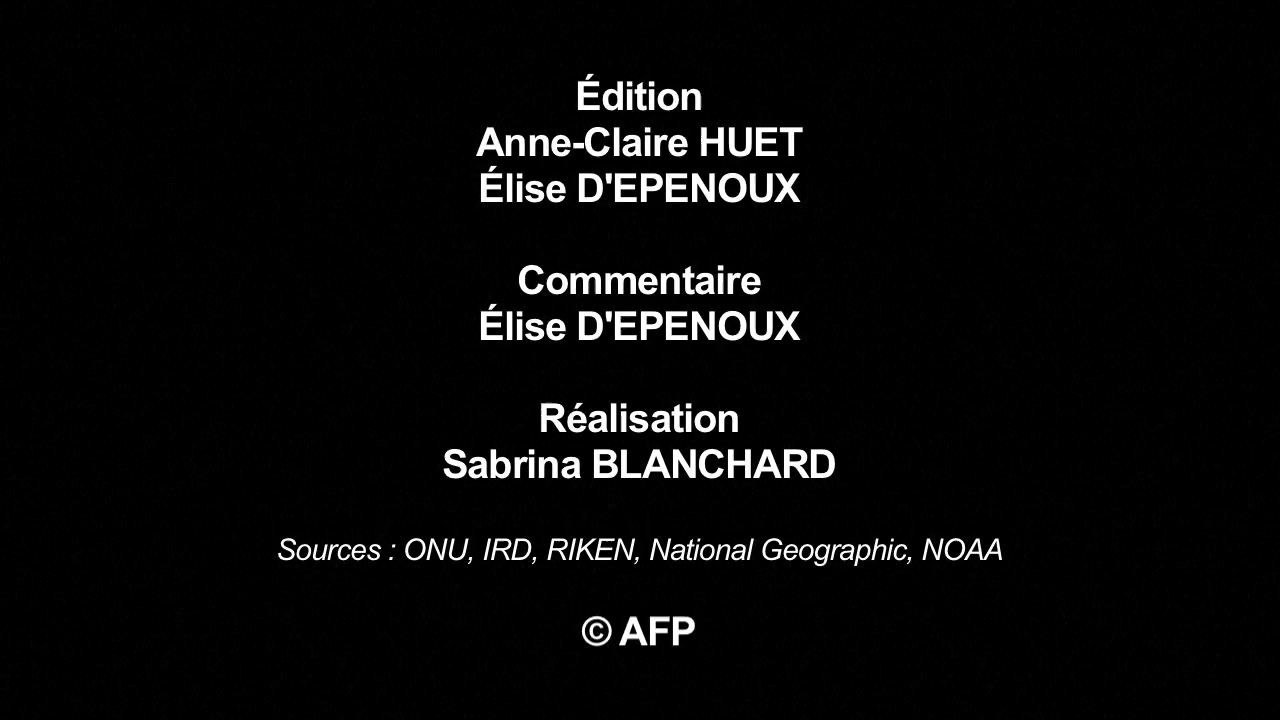 Édition
Anne-Claire HUET
Élise D'EPENOUX
Commentaire
Élise D'EPENOUX
Réalisation
Sabrina BLANCHARD
Sources : ONU, IRD, RIKEN, National Geographic, NOAA
© AFP